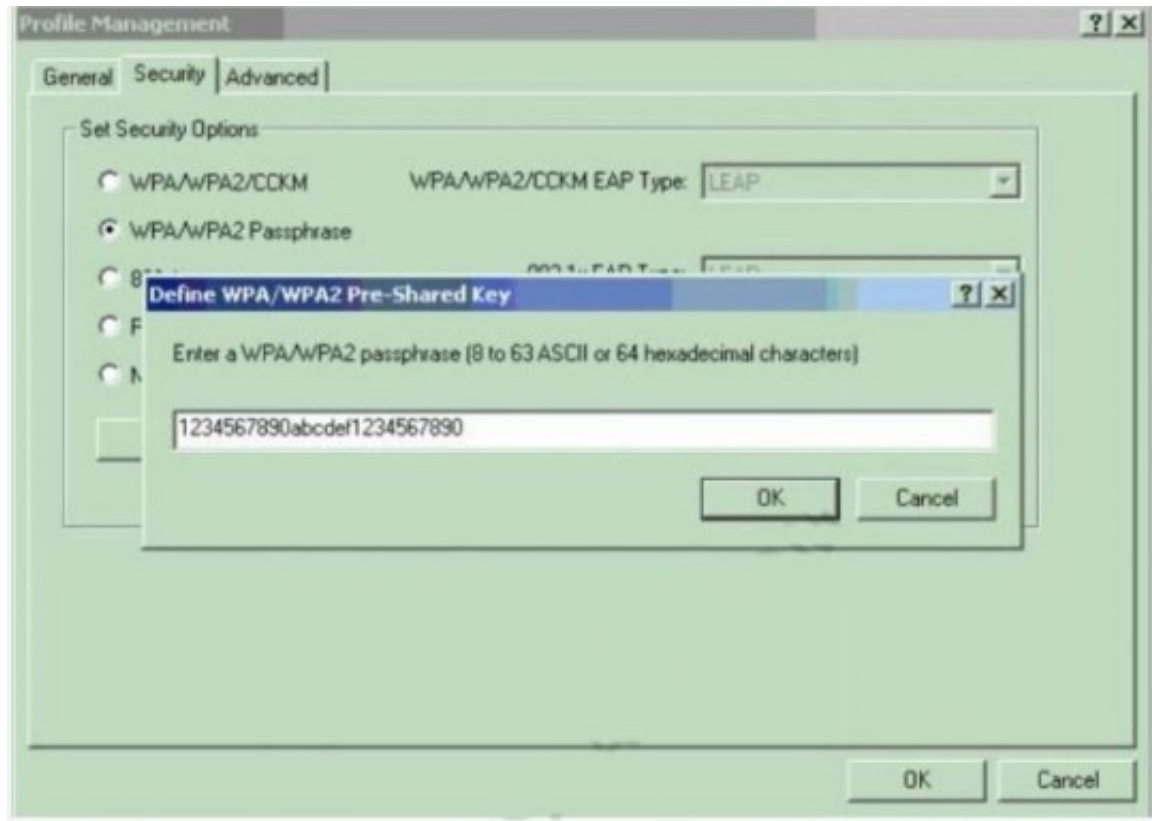 Profile Management
General Security Advanced
Set Security Options
WPA/WPA2/CCKM WPA/WPA2/CCKM EAP Type: LEAP
WPA/WPA2 Passphrase
Define WPA/WPA2 Pre-Shared Key
Enter a WPA/WPA2 passphrase (8 to 63 ASCII or 64 hexadecimal characters)
1234567890abcdef1234567890
OK Cancel
OK Cancel